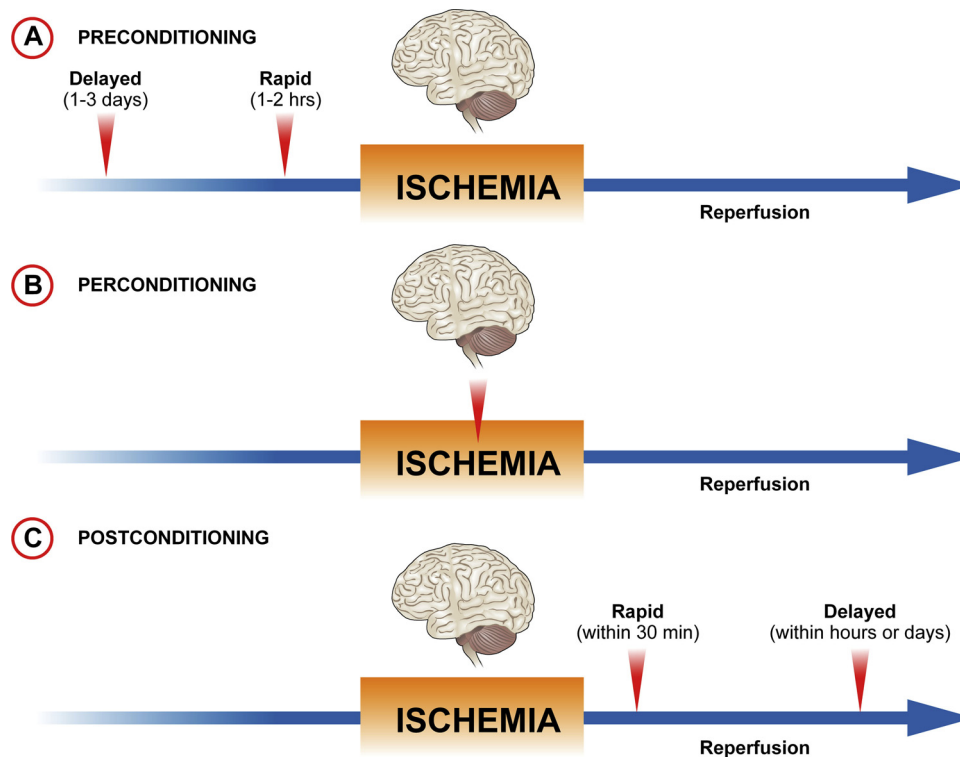 A PRECONDITIONING
Delayed
(1-3 days)
Rapid
(1-2 hrs)
ISCHEMIA
Reperfusion
B PERCONDITIONING
ISCHEMIA
Reperfusion
C POSTCONDITIONING
Rapid
(within 30 min)
Delayed
(within hours or days)
ISCHEMIA
Reperfusion